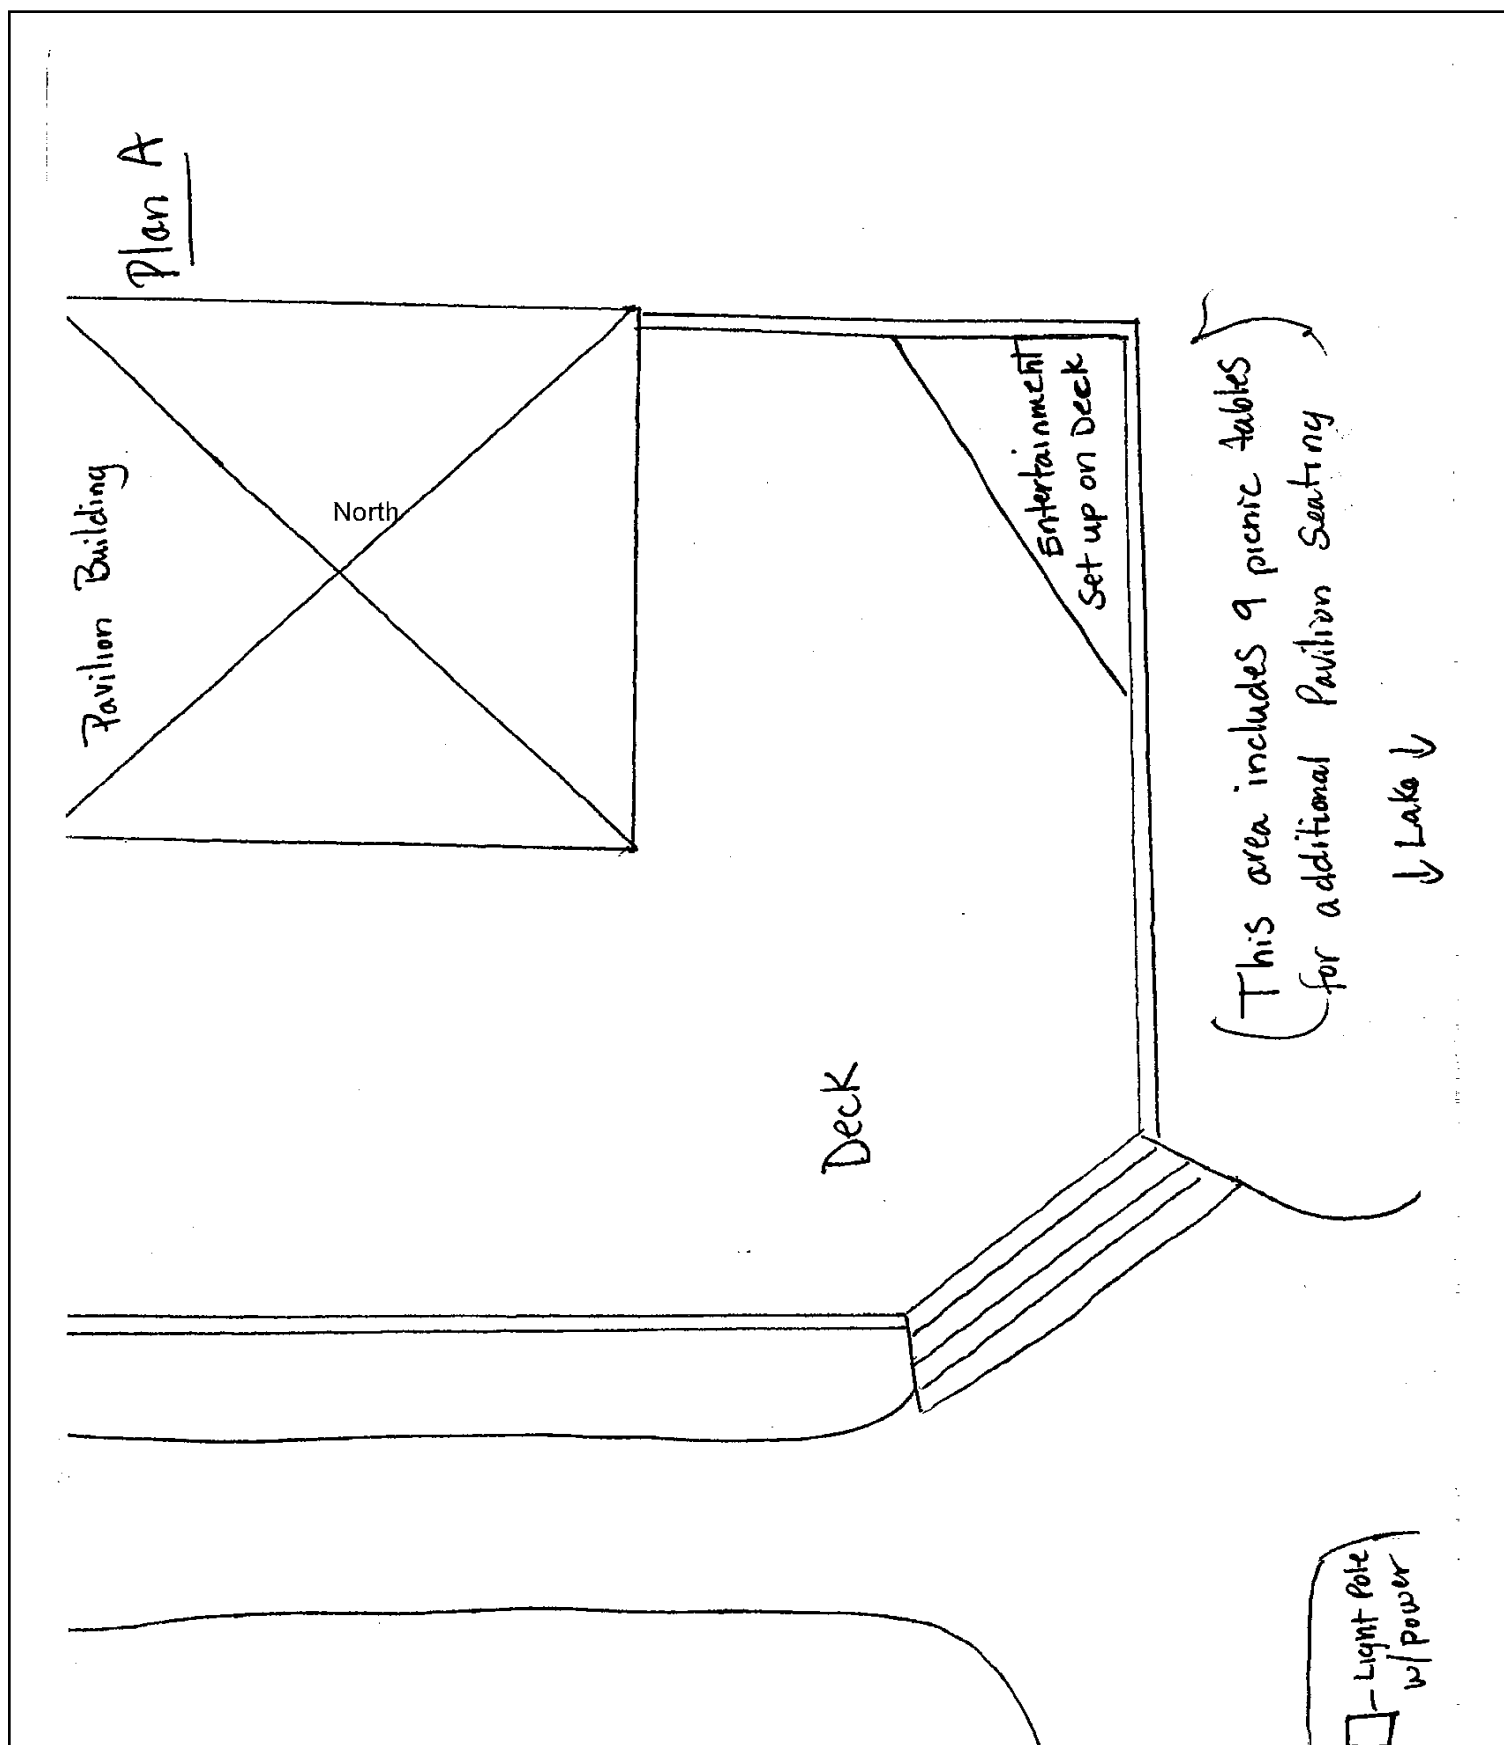 Plan A
Pavilion Building
North
Entertainment
Set up on Deck
This area includes 9 picnic tables
for additional Pavilion Seating
↓ Lake ↓
Deck
Light Pole
w/ power